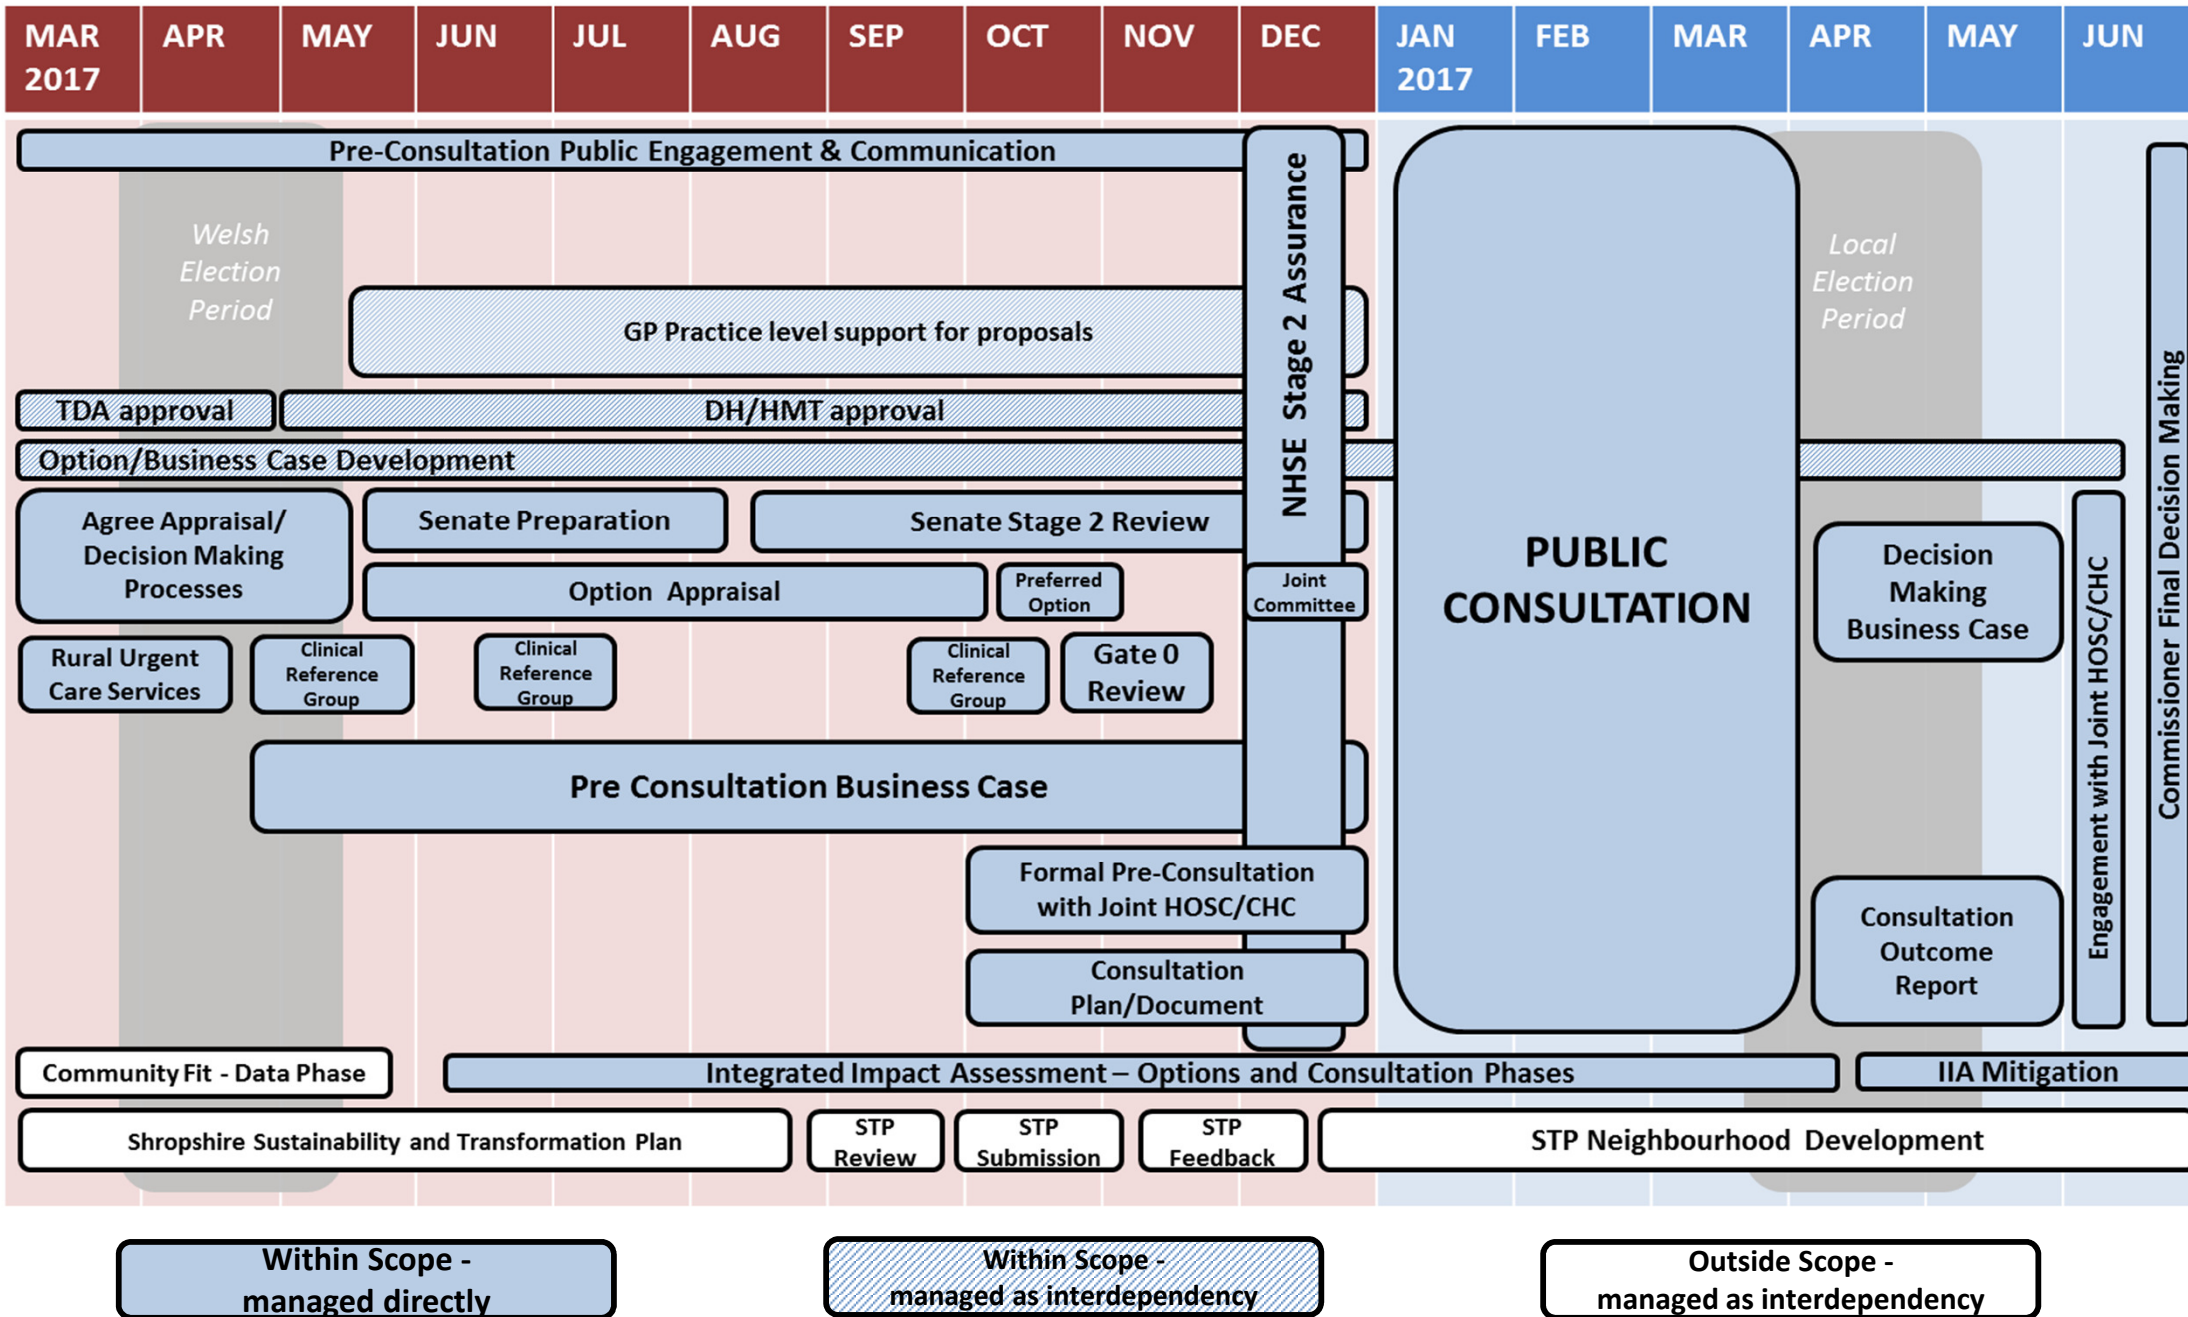 MAR 2017
APR
MAY
JUN
JUL
AUG
SEP
OCT
NOV
DEC
JAN 2017
FEB
MAR
APR
MAY
JUN
Pre-Consultation Public Engagement & Communication
Welsh
Election
Period
GP Practice level support for proposals
TDA approval
DH/HMT approval
Option/Business Case Development
Agree Appraisal/
Decision Making
Processes
Senate Preparation
Senate Stage 2 Review
Option Appraisal
Preferred
Option
Joint
Committee
NHSE Stage 2 Assurance
Rural Urgent
Care Services
Clinical
Reference
Group
Clinical
Reference
Group
Clinical
Reference
Group
Gate 0
Review
Pre Consultation Business Case
Formal Pre-Consultation
with Joint HOSC/CHC
Consultation
Plan/Document
PUBLIC
CONSULTATION
Local
Election
Period
Decision
Making
Business Case
Consultation
Outcome
Report
Engagement with Joint HOSC/CHC
Commissioner Final Decision Making
Community Fit - Data Phase
Integrated Impact Assessment – Options and Consultation Phases
IIA Mitigation
Shropshire Sustainability and Transformation Plan
STP
Review
STP
Submission
STP
Feedback
STP Neighbourhood Development
Within Scope -
managed directly
Within Scope -
managed as interdependency
Outside Scope -
managed as interdependency